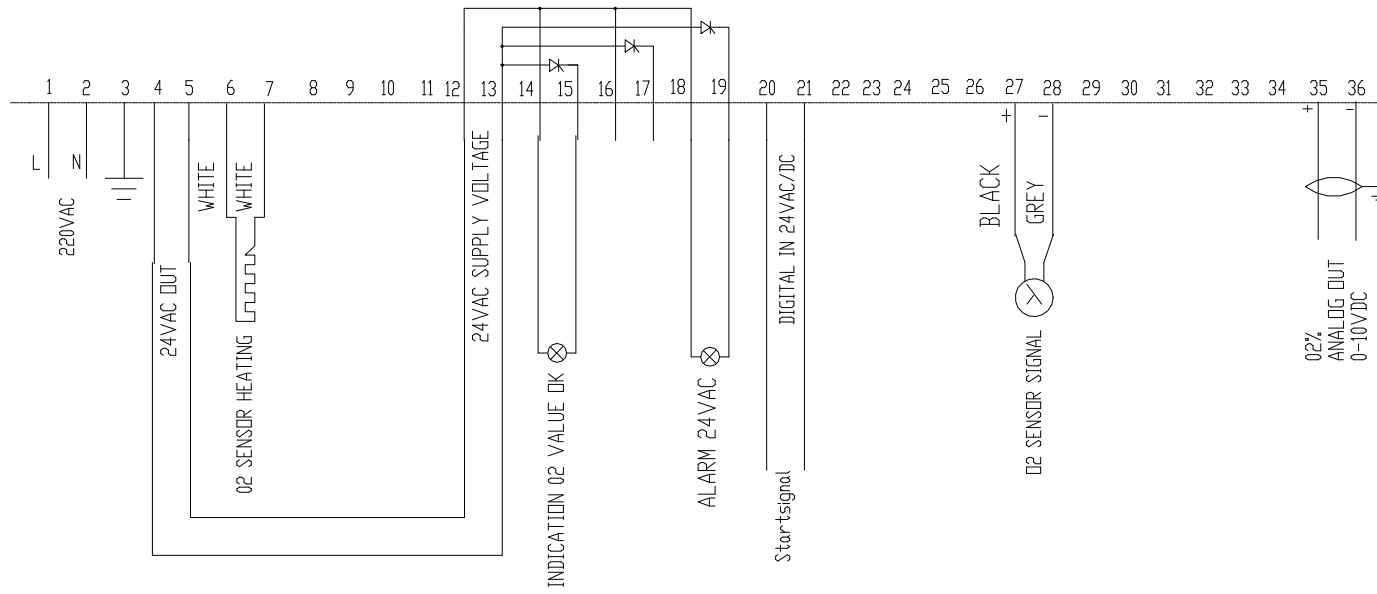 1 2 3 4 5 6 7 8 9 10 11 12 13 14 15 16 17 18 19 20 21 22 23 24 25 26 27 28 29 30 31 32 33 34 35 36
L
N
220VAC
24VAC OUT
WHITE
WHITE
O2 SENSOR HEATING
24VAC SUPPLY VOLTAGE
INDICATION O2 VALUE OK
ALARM 24VAC
DIGITAL IN 24VAC/DC
Startsignal
+
-
BLACK
GREY
O2 SENSOR SIGNAL
+
-
O2%
ANALOG OUT
0-10VDC